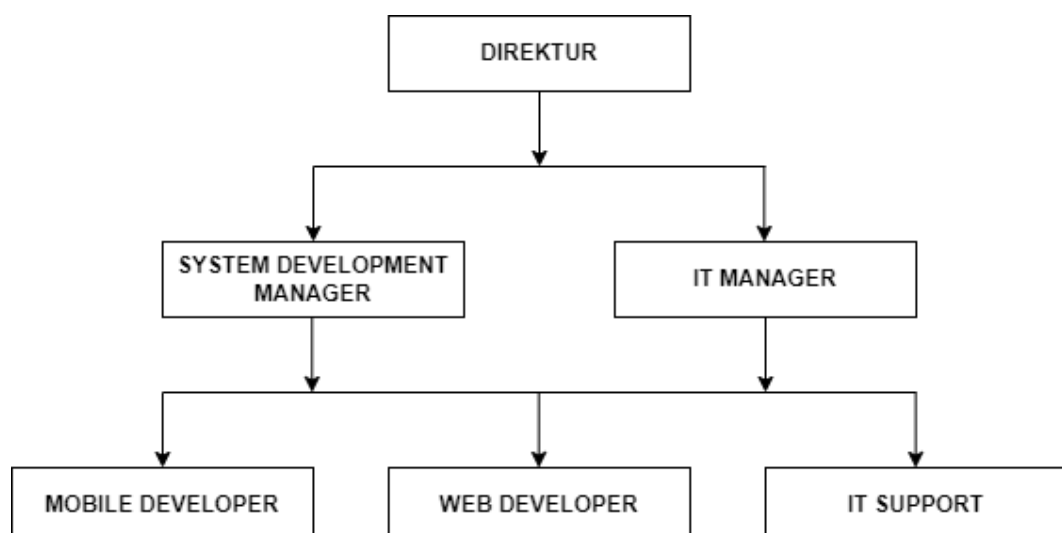 DIREKTUR
SYSTEM DEVELOPMENT
MANAGER
IT MANAGER
MOBILE DEVELOPER
WEB DEVELOPER
IT SUPPORT